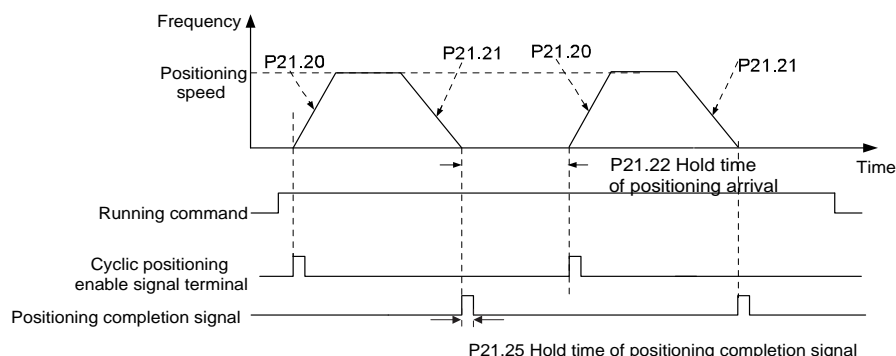 Frequency
P21.20
P21.21
P21.20
P21.21
Positioning
speed
Time
P21.22 Hold time
of positioning arrival
Running command
Cyclic positioning
enable signal terminal
Positioning completion signal
P21.25 Hold time of positioning completion signal